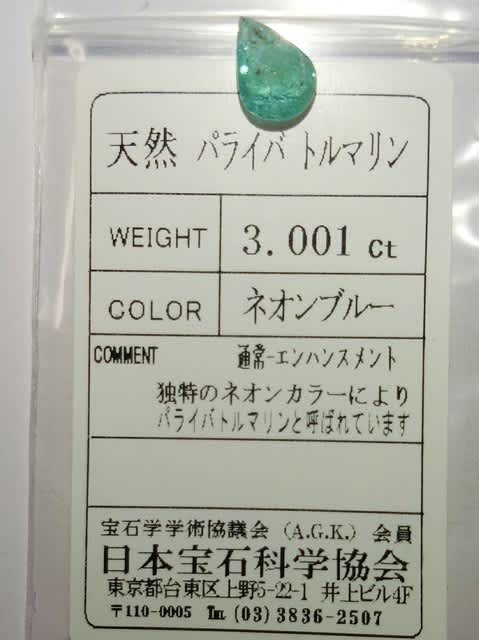 天然 パライバ トルマリン
WEIGHT 3.001 ct
COLOR ネオンブルー
COMMENT 通常-エンハンスメント
独特のネオンカラーにより
パライバトルマリンと呼ばれています
宝石学学術協議会 (A.G.K.) 会員
日本宝石科学協会
東京都台東区上野5-22-1 井上ビル4F
〒110-0005 ℡ (03) 3836-2507